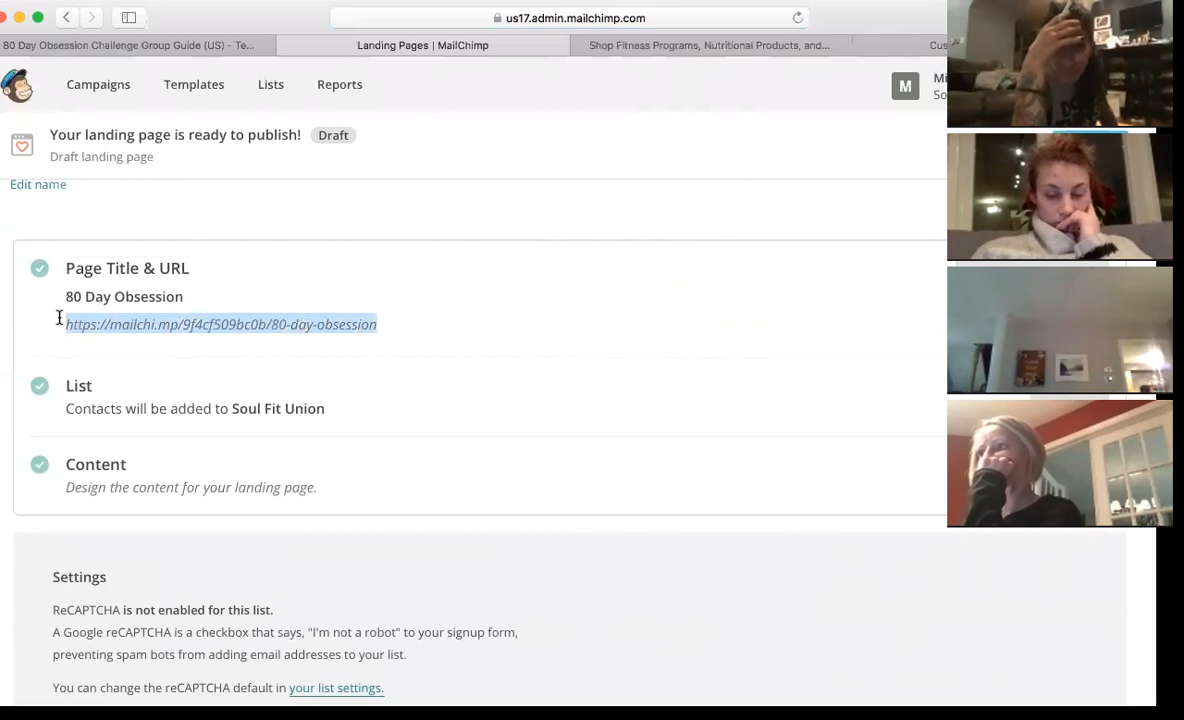 us17.admin.mailchimp.com
80 Day Obsession Challenge Group Guide (US) - Te...
Landing Pages | MailChimp
Shop Fitness Programs, Nutritional Products, and...
Cus
Campaigns
Templates
Lists
Reports
M
Mi
So
Your landing page is ready to publish!
Draft
Draft landing page
Edit name
Page Title & URL
80 Day Obsession
https://mailchi.mp/9f4cf509bc0b/80-day-obsession
List
Contacts will be added to Soul Fit Union
Content
Design the content for your landing page.
Settings
ReCAPTCHA is not enabled for this list.
A Google reCAPTCHA is a checkbox that says, "I'm not a robot" to your signup form,
preventing spam bots from adding email addresses to your list.
You can change the reCAPTCHA default in your list settings.